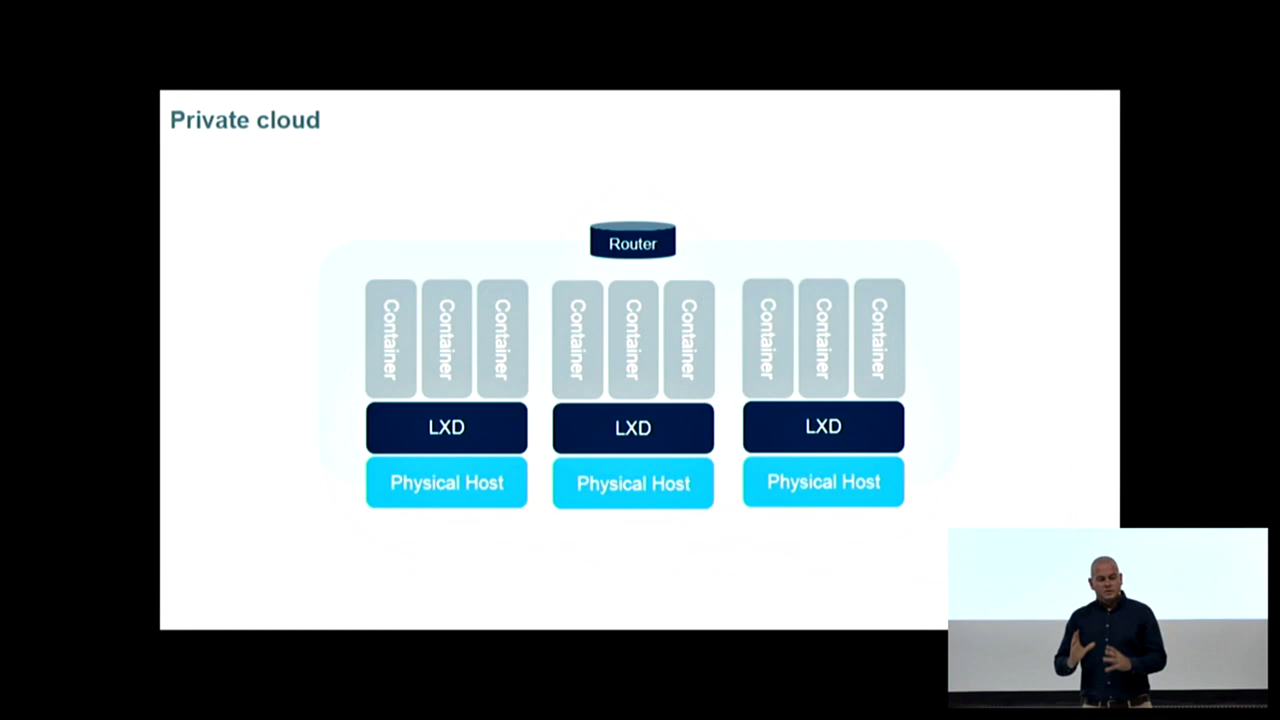 Private cloud
Router
Container Container Container Container Container Container Container Container Container
LXD LXD LXD
Physical Host Physical Host Physical Host